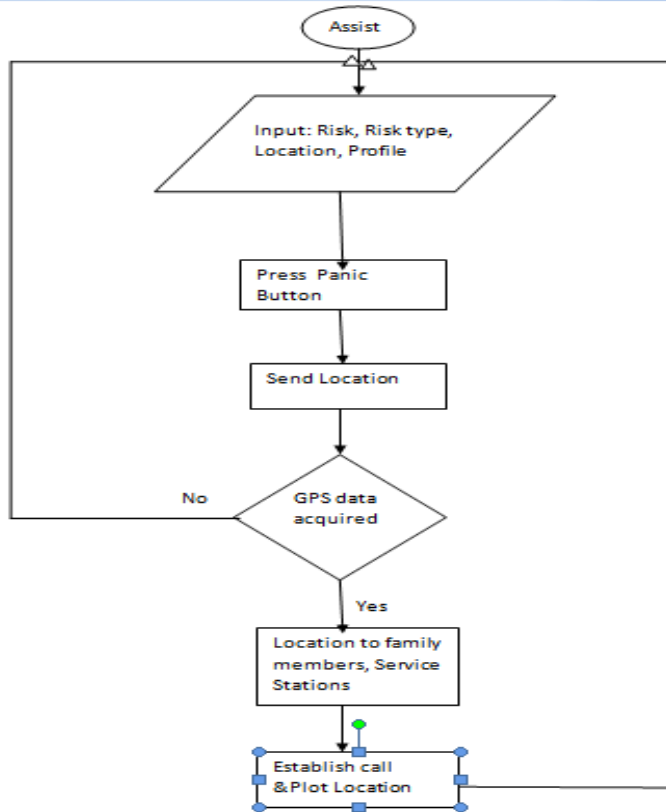 Assist
Input: Risk, Risk type,
Location, Profile
Press Panic
Button
Send Location
No
GPS data
acquired
Yes
Location to family
members, Service
Stations
Establish call
&Plot Location